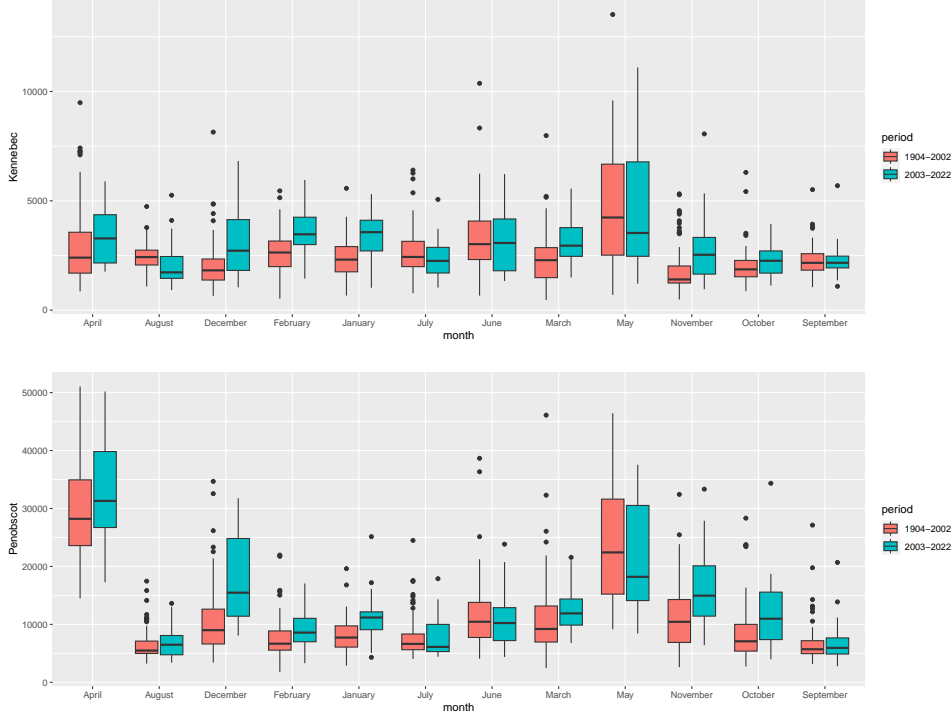 10000
5000
0
Kennebec
April August December February January July June March May November October September
month
period
1904−2002
2003−2022
50000
40000
30000
20000
10000
0
Penobscot
April August December February January July June March May November October September
month
period
1904−2002
2003−2022